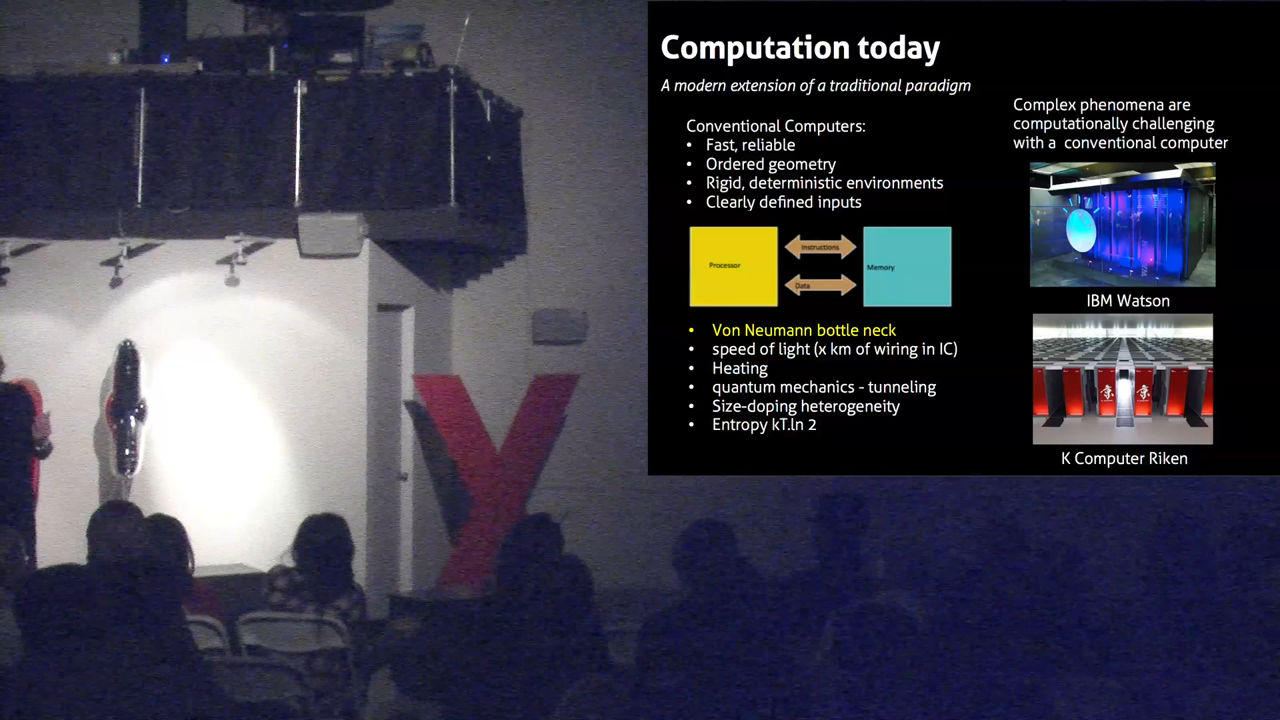 Computation today
A modern extension of a traditional paradigm
Conventional Computers:
• Fast, reliable
• Ordered geometry
• Rigid, deterministic environments
• Clearly defined inputs
Processor
Instructions
Data
Memory
• Von Neumann bottle neck
• speed of light (x km of wiring in IC)
• Heating
• quantum mechanics - tunneling
• Size-doping heterogeneity
• Entropy kT.ln 2
Complex phenomena are
computationally challenging
with a conventional computer
IBM Watson
京
京
K Computer Riken
Y